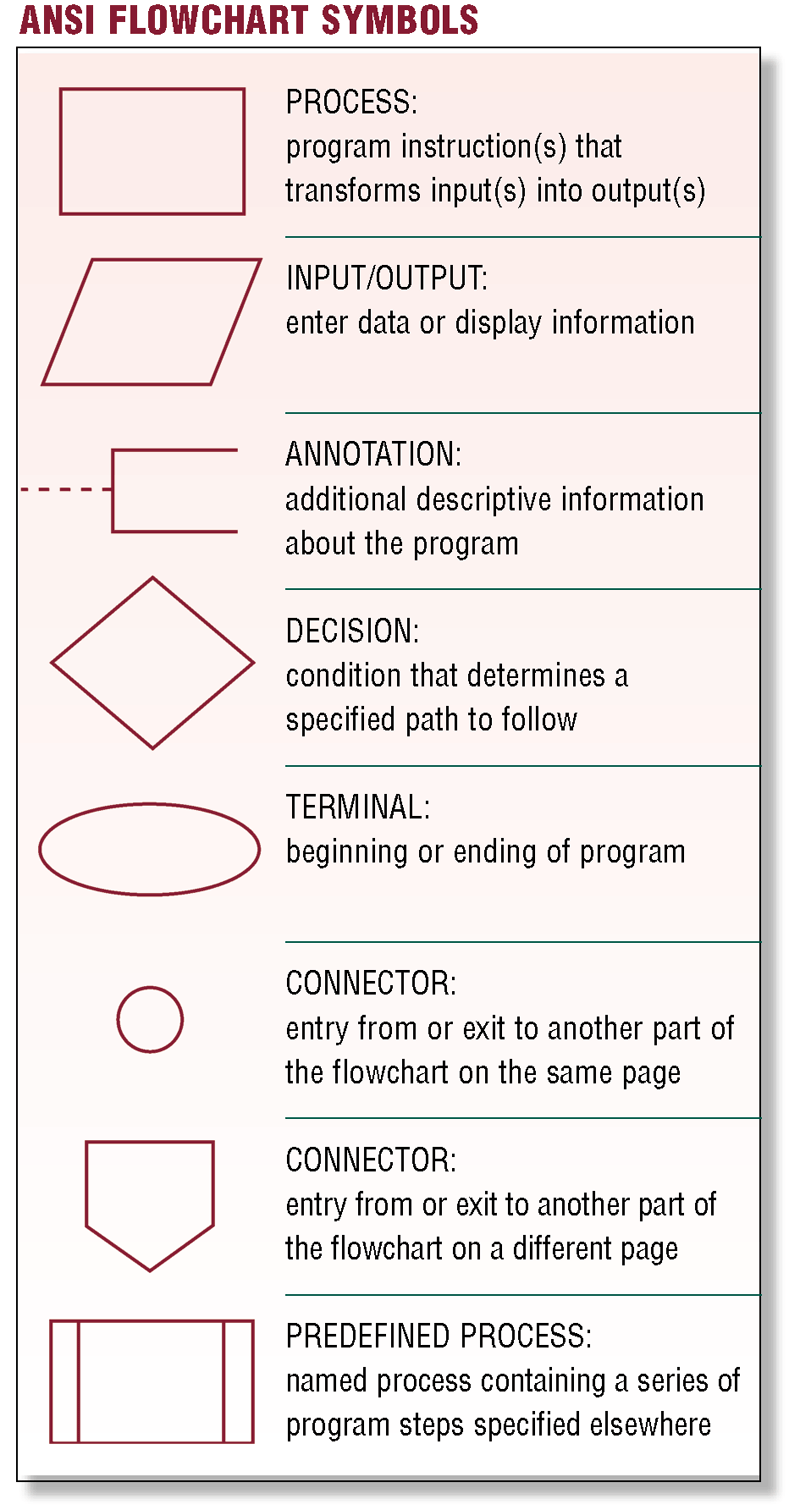 ANSI FLOWCHART SYMBOLS
PROCESS:
program instruction(s) that
transforms input(s) into output(s)
INPUT/OUTPUT:
enter data or display information
ANNOTATION:
additional descriptive information
about the program
DECISION:
condition that determines a
specified path to follow
TERMINAL:
beginning or ending of program
CONNECTOR:
entry from or exit to another part of
the flowchart on the same page
CONNECTOR:
entry from or exit to another part of
the flowchart on a different page
PREDEFINED PROCESS:
named process containing a series of
program steps specified elsewhere